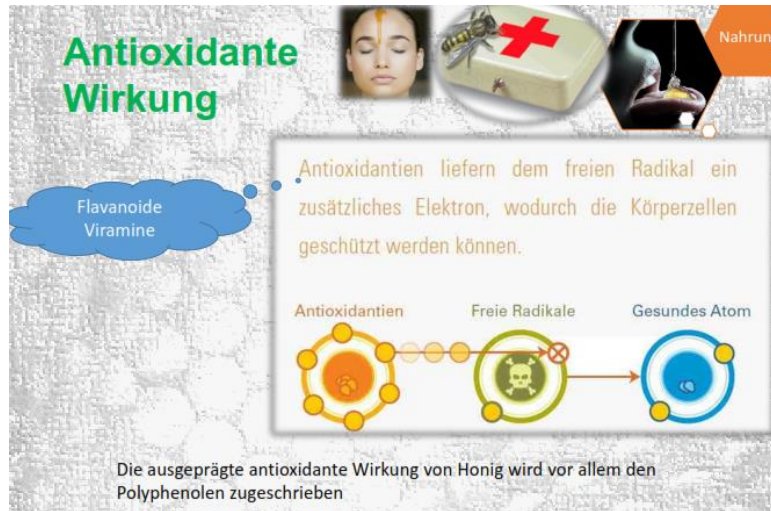 Antioxidante
Wirkung
Nahrun
Flavanoide
Viramine
Antioxidantien liefern dem freien Radikal ein
zusätzliches Elektron, wodurch die Körperzellen
geschützt werden können.
Antioxidantien
Freie Radikale
Gesundes Atom
Die ausgeprägte antioxidante Wirkung von Honig wird vor allem den
Polyphenolen zugeschrieben